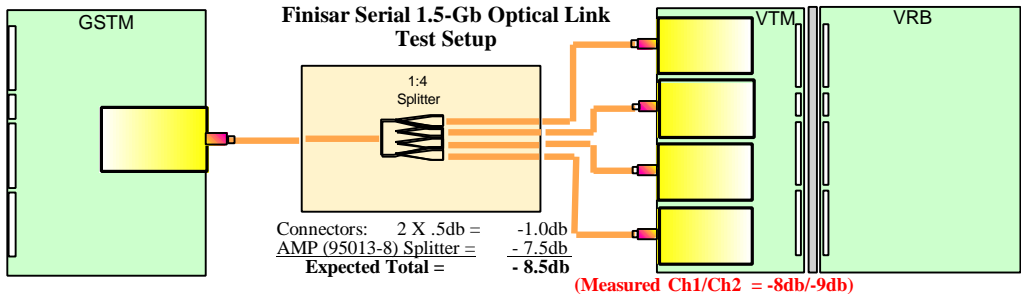 GSTM
Finisar Serial 1.5-Gb Optical Link
Test Setup
VTM
VRB
1:4
Splitter
Connectors: 2 X .5db = -1.0db
AMP (95013-8) Splitter = - 7.5db
Expected Total = - 8.5db
(Measured Ch1/Ch2 = -8db/-9db)